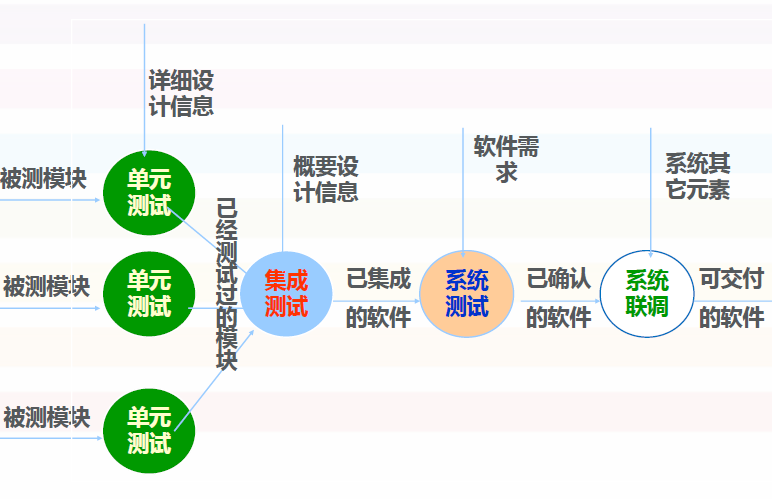 详细设
计信息
被测模块
单元
测试
被测模块
单元
测试
被测模块
单元
测试
已经测试过的模块
概要设
计信息
集成
测试
已集成
的软件
软件需
求
系统
测试
已确认
的软件
系统其
它元素
系统
联调
可交付
的软件